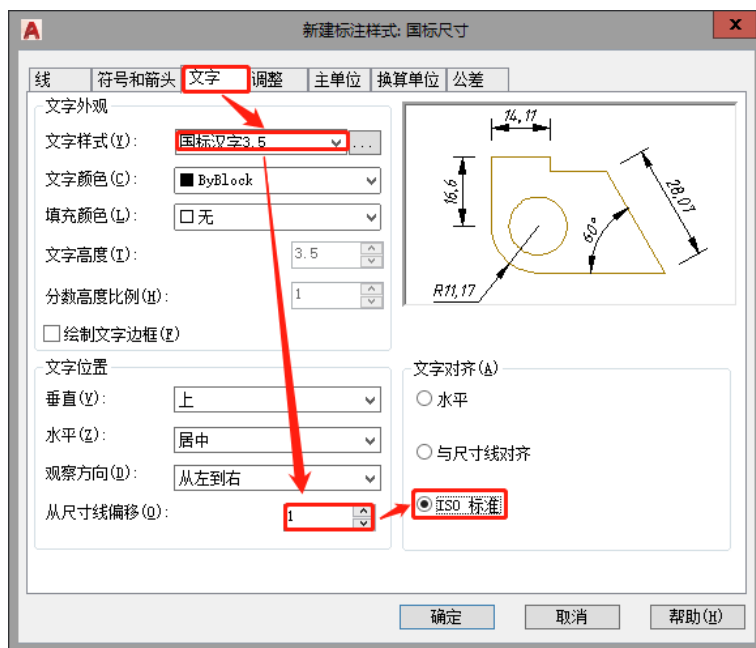 新建标注样式: 国标尺寸
x
线 符号和箭头 文字 调整 主单位 换算单位 公差
文字外观
文字样式(Y): 国标汉字3.5 ...
文字颜色(C): ByBlock
填充颜色(L): 无
文字高度(T): 3.5
分数高度比例(H): 1
绘制文字边框(F)
14,11
16,6
28,07
60°
R11,17
文字位置
垂直(V): 上
水平(Z): 居中
观察方向(D): 从左到右
从尺寸线偏移(O): 1
文字对齐(A)
水平
与尺寸线对齐
ISO 标准
确定 取消 帮助(H)